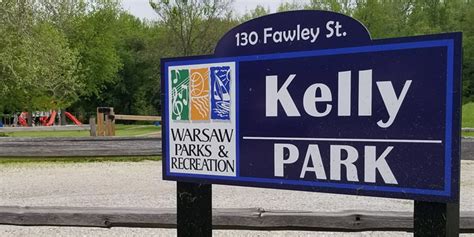 130 Fawley St.
Kelly
PARK
WARSAW
PARKS &
RECREATION